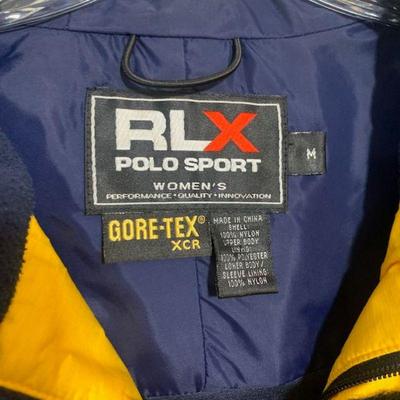 RLX
POLO SPORT
M
WOMEN'S
PERFORMANCE · QUALITY · INNOVATION
GORE-TEX®
XCR
MADE IN CHINA
SHELL:
100% NYLON
UPPER BODY
LINING:
100% POLYESTER
LOWER BODY/
SLEEVE LINING:
100% NYLON